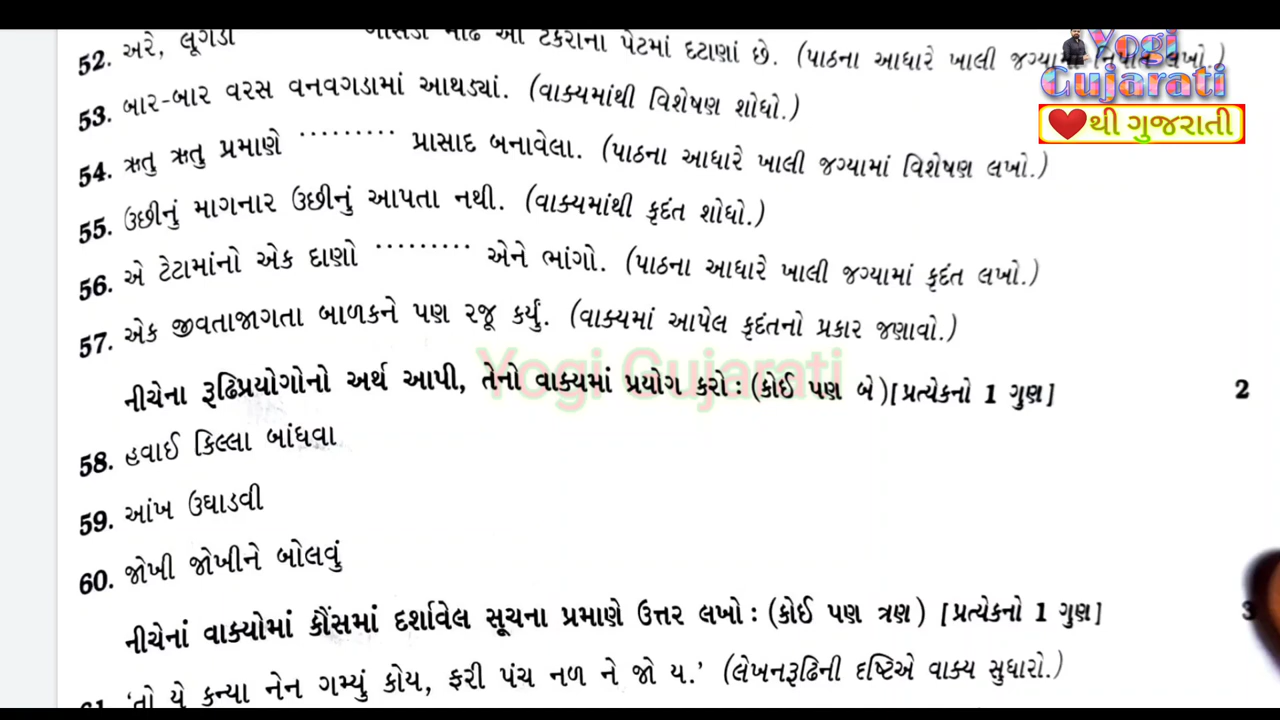 52. અરે, લૂગડાં ખાસડાં માંહે આ ટેકરાના પેટમાં દટાણાં છે. (પાઠના આધારે ખાલી જગ્યામાં નિપાત લખો.)
Yogi
Gujarati
❤થી ગુજરાતી
53. બાર-બાર વરસ વનવગડામાં આથડ્યાં. (વાક્યમાંથી વિશેષણ શોધો.)
54. ઋતુ ઋતુ પ્રમાણે ········· પ્રાસાદ બનાવેલા. (પાઠના આધારે ખાલી જગ્યામાં વિશેષણ લખો.)
55. ઉછીનું માગનાર ઉછીનું આપતા નથી. (વાક્યમાંથી કૃદંત શોધો.)
56. એ ટેટામાંનો એક દાણો ········· એને ભાંગો. (પાઠના આધારે ખાલી જગ્યામાં કૃદંત લખો.)
57. એક જીવતાજાગતા બાળકને પણ રજૂ કર્યું. (વાક્યમાં આપેલ કૃદંતનો પ્રકાર જણાવો.)
Yogi Gujarati
નીચેના રૂઢિપ્રયોગોનો અર્થ આપી, તેનો વાક્યમાં પ્રયોગ કરો : (કોઈ પણ બે) [પ્રત્યેકનો 1 ગુણ] 2
58. હવાઈ કિલ્લા બાંધવા
59. આંખ ઉઘાડવી
60. જોખી જોખીને બોલવું
નીચેનાં વાક્યોમાં કૌંસમાં દર્શાવેલ સૂચના પ્રમાણે ઉત્તર લખો : (કોઈ પણ ત્રણ) [પ્રત્યેકનો 1 ગુણ] 3
'તો યે કન્યા નેન ગમ્યું કોય, ફરી પંચ નળ ને જો ય.' (લેખનરૂઢિની દૃષ્ટિએ વાક્ય સુધારો.)